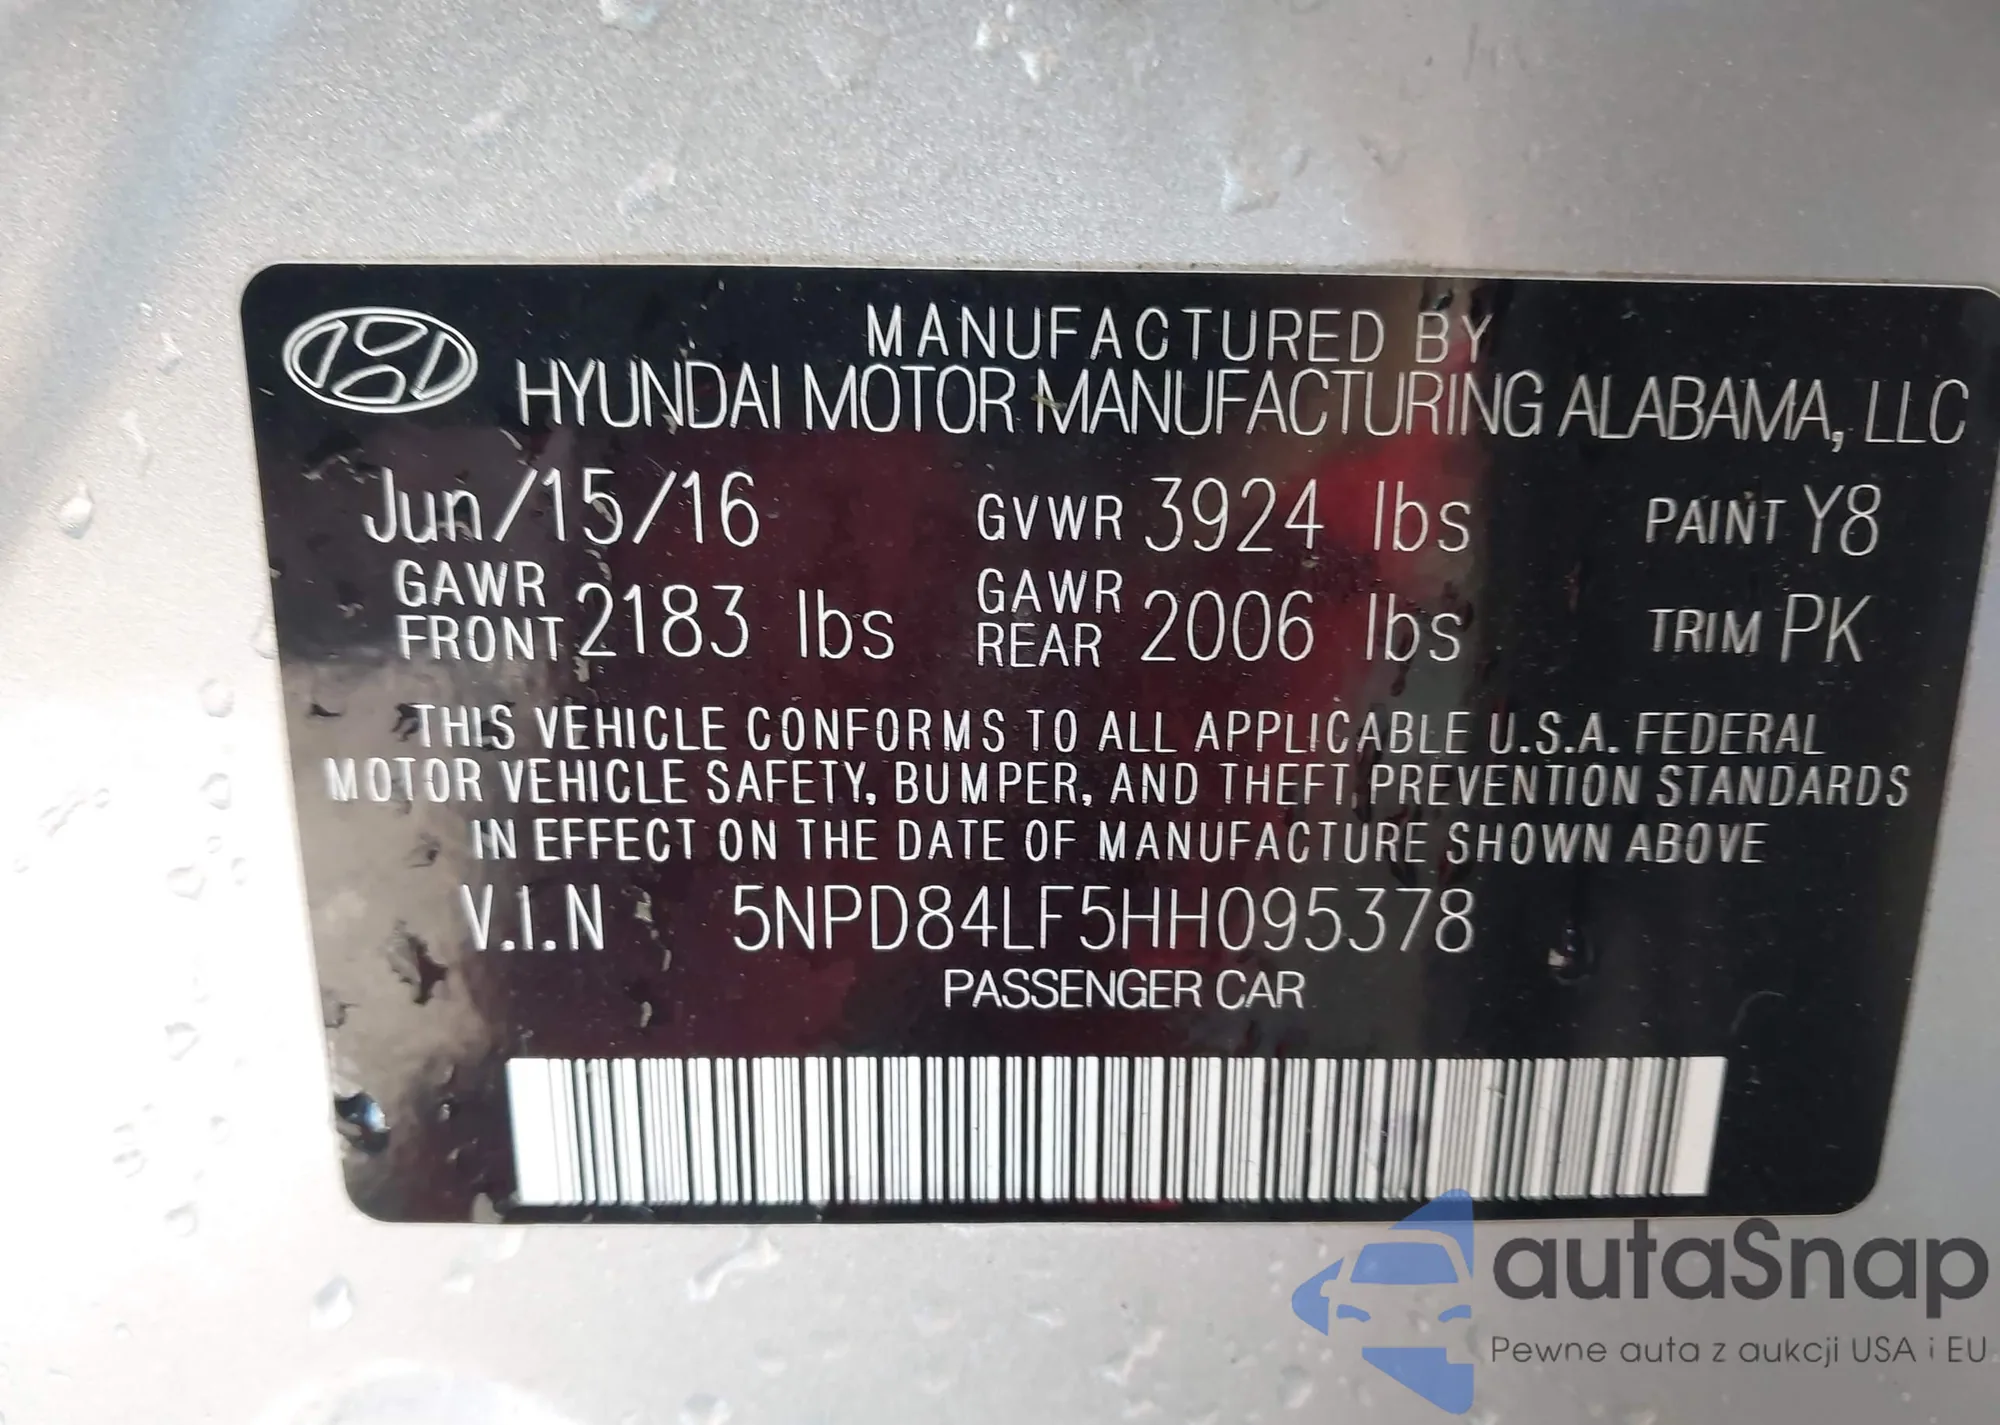 MANUFACTURED BY
HYUNDAI MOTOR MANUFACTURING ALABAMA, LLC
Jun/15/16 GVWR 3924 lbs PAINT Y8
GAWR FRONT 2183 lbs GAWR REAR 2006 lbs TRIM PK
THIS VEHICLE CONFORMS TO ALL APPLICABLE U.S.A. FEDERAL
MOTOR VEHICLE SAFETY, BUMPER, AND THEFT PREVENTION STANDARDS
IN EFFECT ON THE DATE OF MANUFACTURE SHOWN ABOVE
V.I.N 5NPD84LF5HH095378
PASSENGER CAR
autaSnap
Pewne auta z aukcji USA i EU